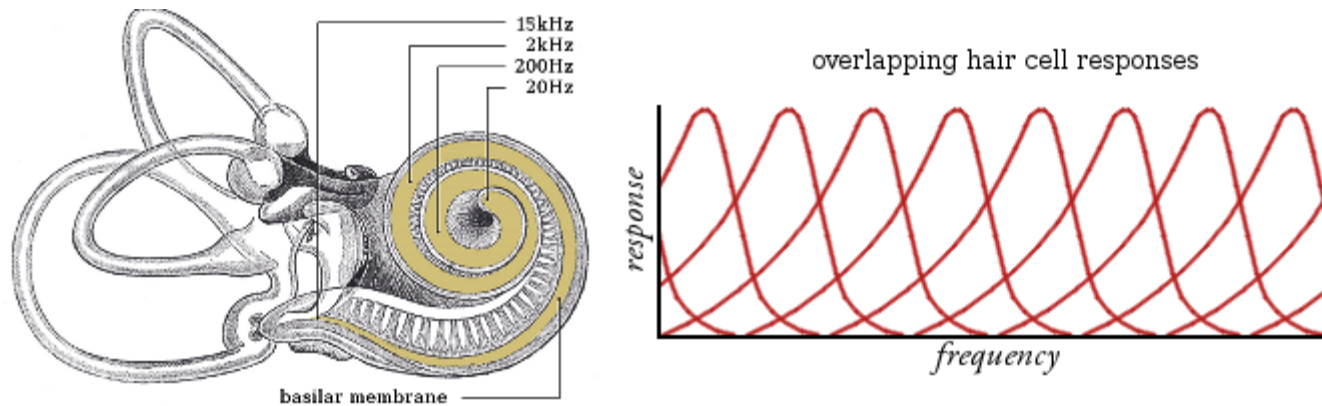 15kHz
2kHz
200Hz
20Hz
basilar membrane
overlapping hair cell responses
response
frequency